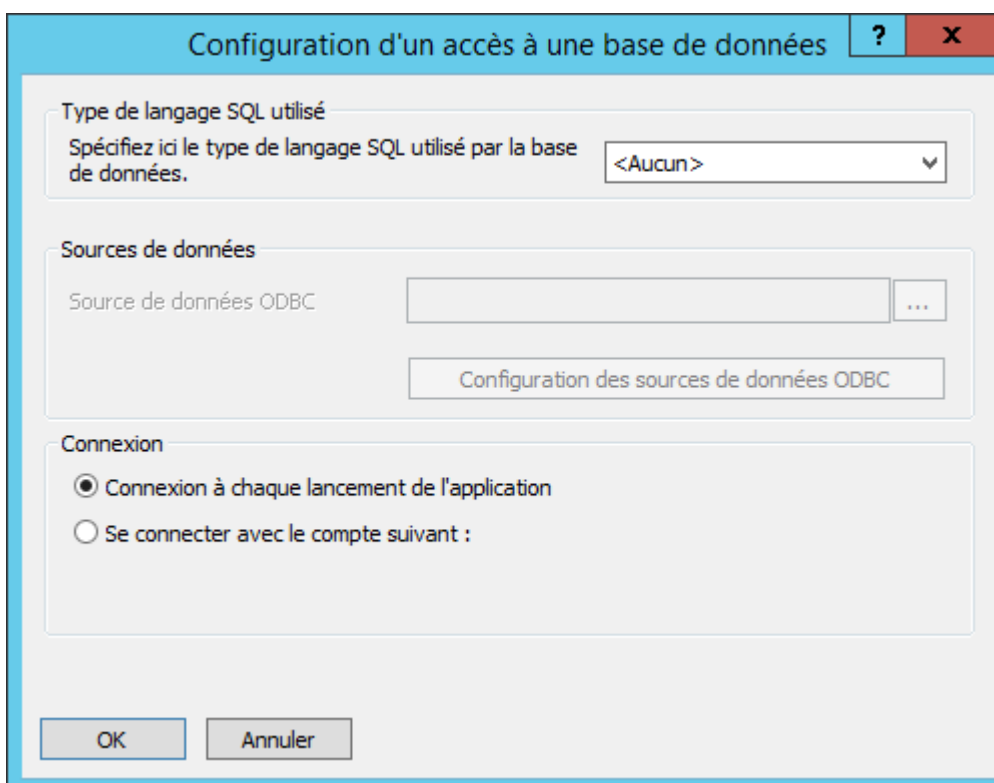 Configuration d'un accès à une base de données
?
x
Type de langage SQL utilisé
Spécifiez ici le type de langage SQL utilisé par la base
de données.
<Aucun>
Sources de données
Source de données ODBC
...
Configuration des sources de données ODBC
Connexion
Connexion à chaque lancement de l'application
Se connecter avec le compte suivant :
OK
Annuler